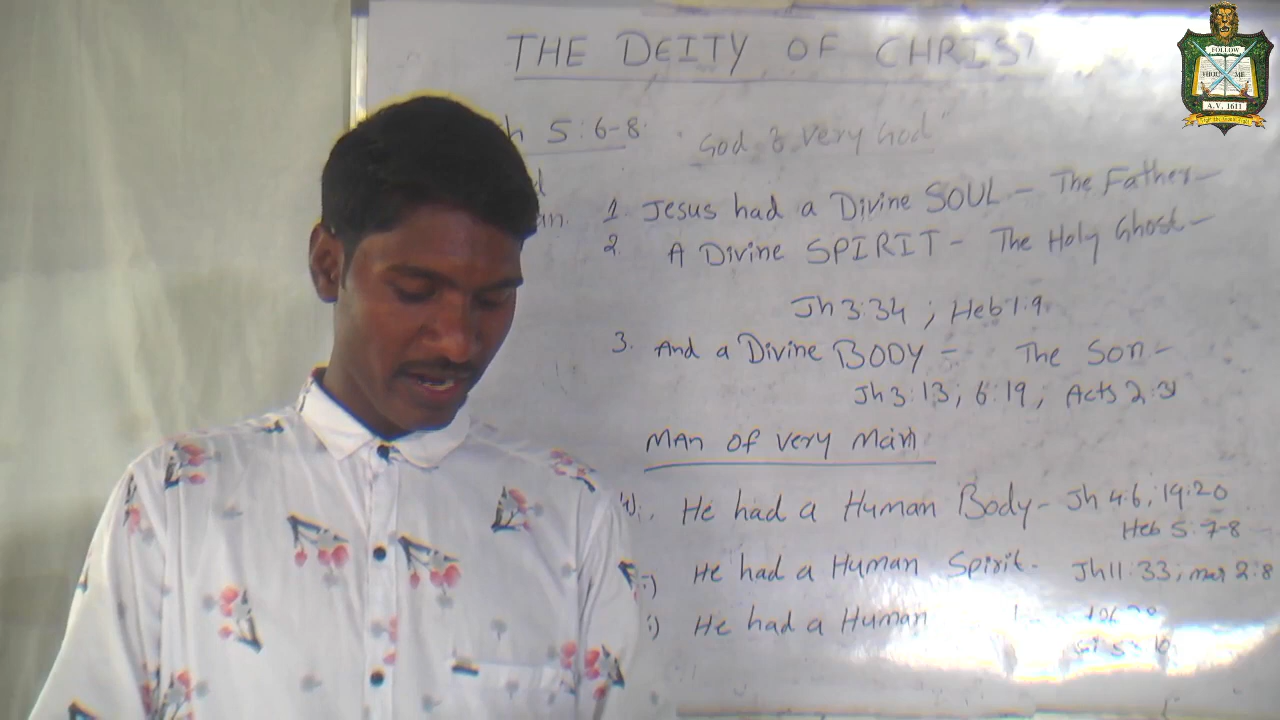 THE DEITY OF CHRIST
h 5:6-8. "God of very God"
1. Jesus had a Divine SOUL - The Father -
2. A Divine SPIRIT - The Holy Ghost -
Jh 3:34 ; Heb 1:9
3. And a Divine BODY - The Son -
Jh 3:13; 6:19; Acts 2:31
MAN of very Man
He had a Human Body - Jh 4:6; 19:20
Heb 5:7-8
He had a Human Spirit - Jh 11:33; mar 2:8
He had a Human
FOLLOW
THOU ME
A.V. 1611